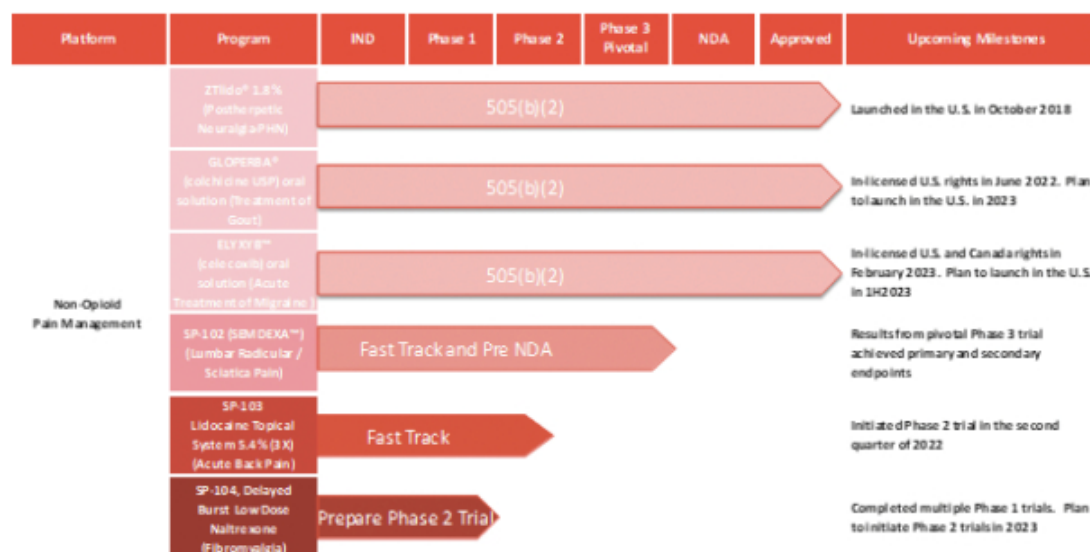 Platform
Program
IND
Phase 1
Phase 2
Phase 3
Pivotal
NDA
Approved
Upcoming Milestones
Non-Opioid
Pain Management
ZTlido® 1.8%
(Postherpetic
Neuralgia PHN)
505(b)(2)
Launched in the U.S. in October 2018
GLOPERBA®
(colchicine USP) oral
solution (Treatment of
Gout)
505(b)(2)
In-licensed U.S. rights in June 2022. Plan
to launch in the U.S. in 2023
ELYXYB™
(celecoxib) oral
solution (Acute
Treatment of Migraine)
505(b)(2)
In-licensed U.S. and Canada rights in
February 2023. Plan to launch in the U.S.
in 1H2023
SP-102 (SEMDEXA™)
(Lumbar Radicular /
Sciatica Pain)
Fast Track and Pre NDA
Results from pivotal Phase 3 trial
achieved primary and secondary
endpoints
SP-103
Lidocaine Topical
System 5.4% (3X)
(Acute Back Pain)
Fast Track
Initiated Phase 2 trial in the second
quarter of 2022
SP-104, Delayed
Burst Low Dose
Naltrexone
(Fibromyalgia)
Prepare Phase 2 Trial
Completed multiple Phase 1 trials. Plan
to initiate Phase 2 trials in 2023